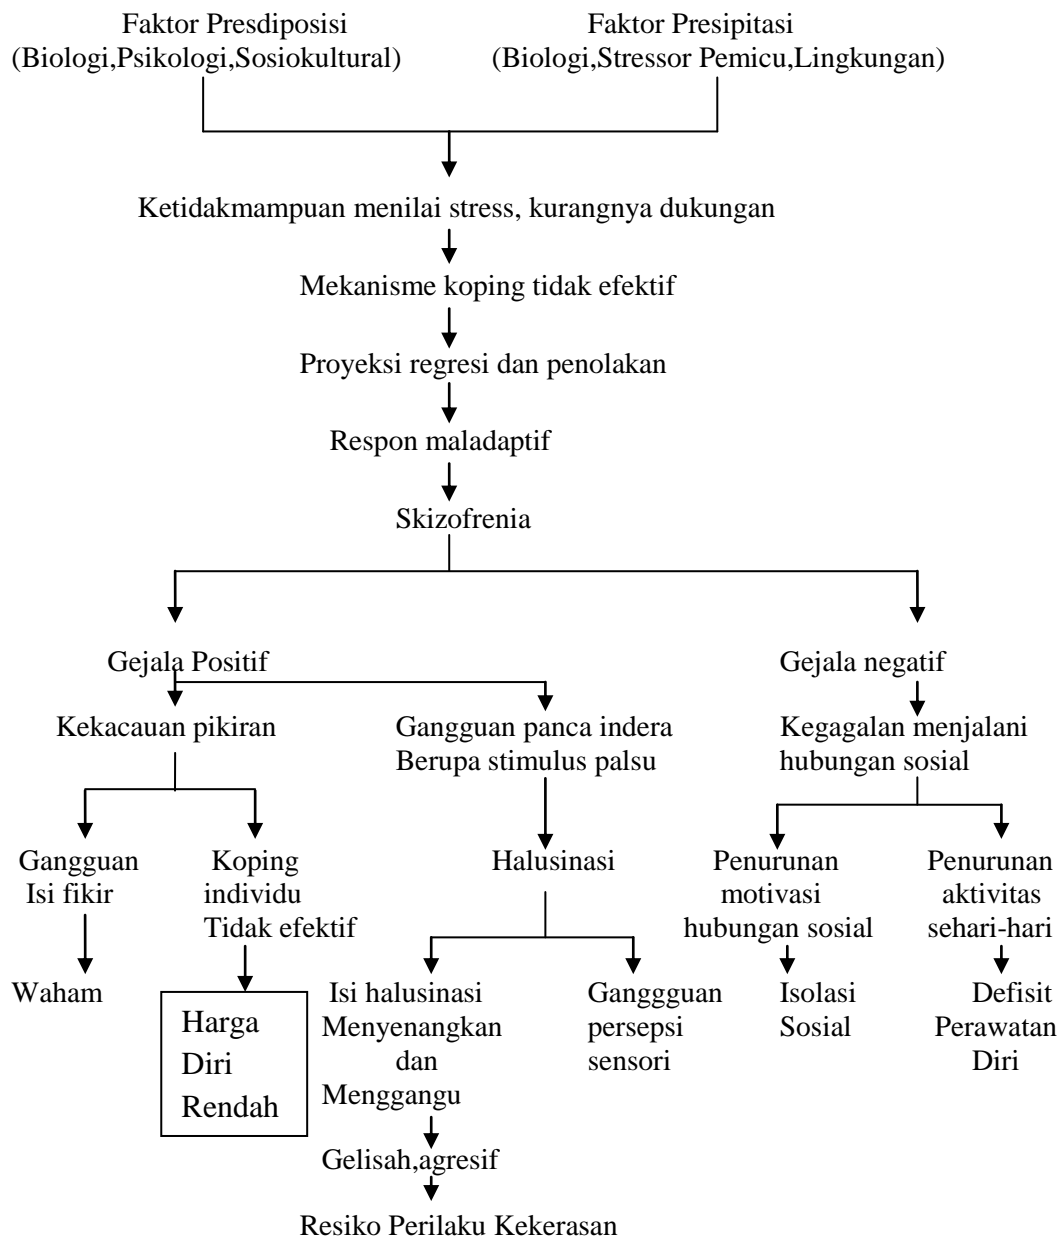 Faktor Presdiposisi
(Biologi,Psikologi,Sosiokultural)
Faktor Presipitasi
(Biologi,Stressor Pemicu,Lingkungan)
Ketidakmampuan menilai stress, kurangnya dukungan
Mekanisme koping tidak efektif
Proyeksi regresi dan penolakan
Respon maladaptif
Skizofrenia
Gejala Positif
Gejala negatif
Kekacauan pikiran
Gangguan panca indera
Berupa stimulus palsu
Kegagalan menjalani
hubungan sosial
Gangguan
Isi fikir
Koping
individu
Tidak efektif
Halusinasi
Penurunan
motivasi
hubungan sosial
Penurunan
aktivitas
sehari-hari
Waham
Harga
Diri
Rendah
Isi halusinasi
Menyenangkan
dan
Menggangu
Ganggguan
persepsi
sensori
Isolasi
Sosial
Defisit
Perawatan
Diri
Gelisah,agresif
Resiko Perilaku Kekerasan